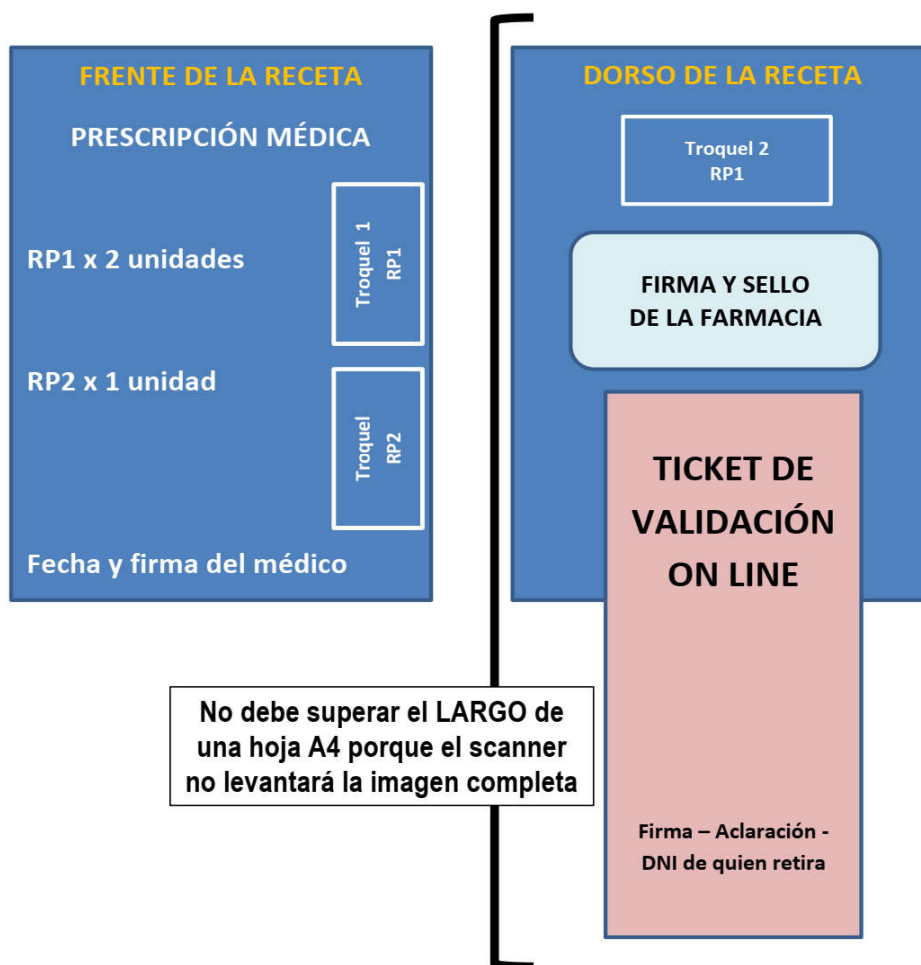 FRENTE DE LA RECETA
PRESCRIPCIÓN MÉDICA
RP1 x 2 unidades
Troquel 1
RP1
RP2 x 1 unidad
Troquel
RP2
Fecha y firma del médico
No debe superar el LARGO de
una hoja A4 porque el scanner
no levantará la imagen completa
DORSO DE LA RECETA
Troquel 2
RP1
FIRMA Y SELLO
DE LA FARMACIA
TICKET DE
VALIDACIÓN
ON LINE
Firma – Aclaración -
DNI de quien retira